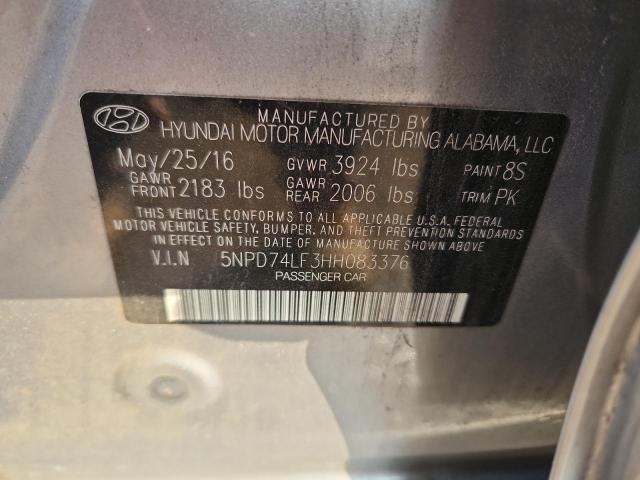 MANUFACTURED BY
HYUNDAI MOTOR MANUFACTURING ALABAMA, LLC
May/25/16 GVWR 3924 lbs PAINT 8S
GAWR FRONT 2183 lbs GAWR REAR 2006 lbs TRIM PK
THIS VEHICLE CONFORMS TO ALL APPLICABLE U.S.A. FEDERAL
MOTOR VEHICLE SAFETY, BUMPER, AND THEFT PREVENTION STANDARDS
IN EFFECT ON THE DATE OF MANUFACTURE SHOWN ABOVE.
V.I.N 5NPD74LF3HH083376
PASSENGER CAR